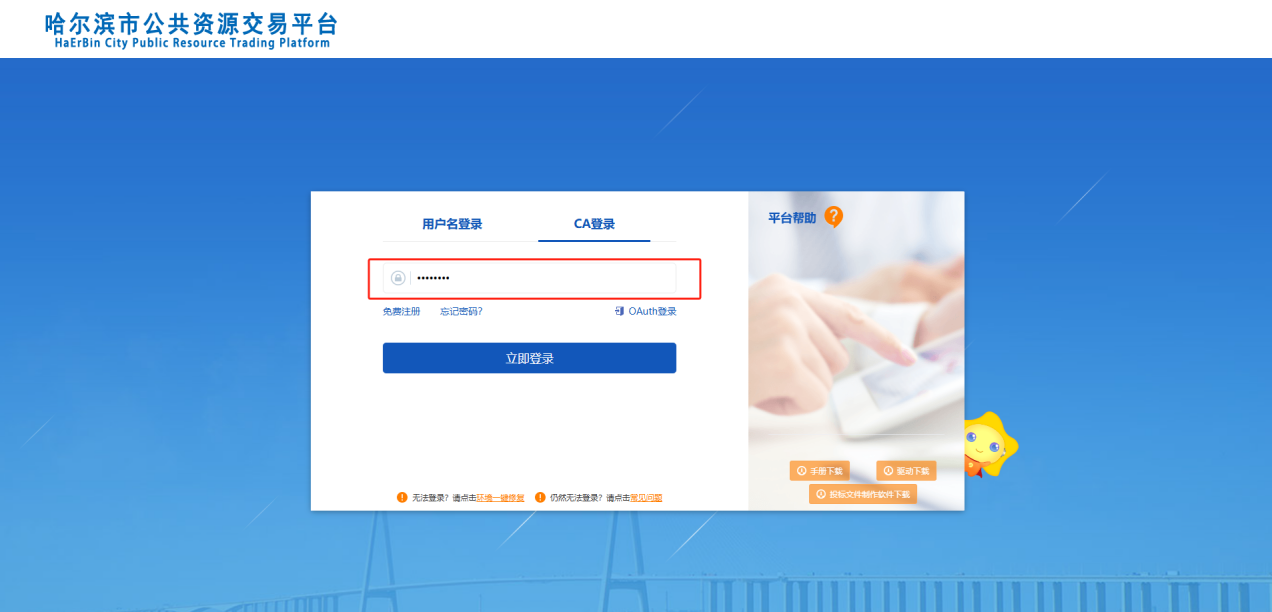 哈尔滨市公共资源交易平台
HaErBin City Public Resource Trading Platform
用户名登录 CA登录
••••••••
免费注册 忘记密码? OAuth登录
立即登录
无法登录? 请点击环境一键修复 仍然无法登录? 请点击常见问题
平台帮助 ?
手册下载 驱动下载
投标文件制作软件下载